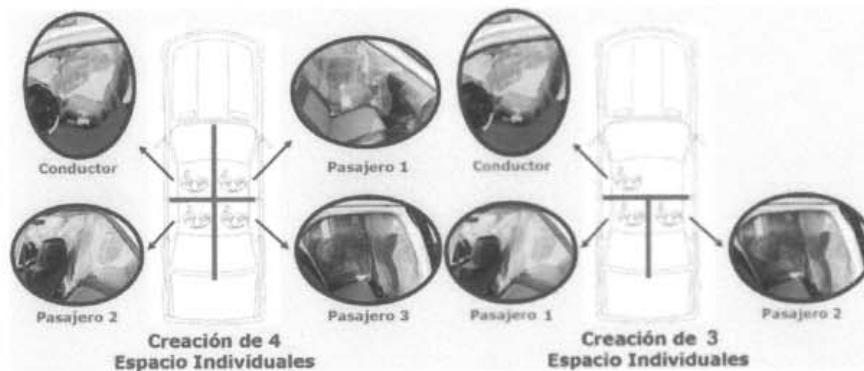 Conductor
Pasajero 1
Conductor
Pasajero 2
Pasajero 3
Pasajero 1
Pasajero 2
Creación de 4
Espacio Individuales
Creación de 3
Espacio Individuales